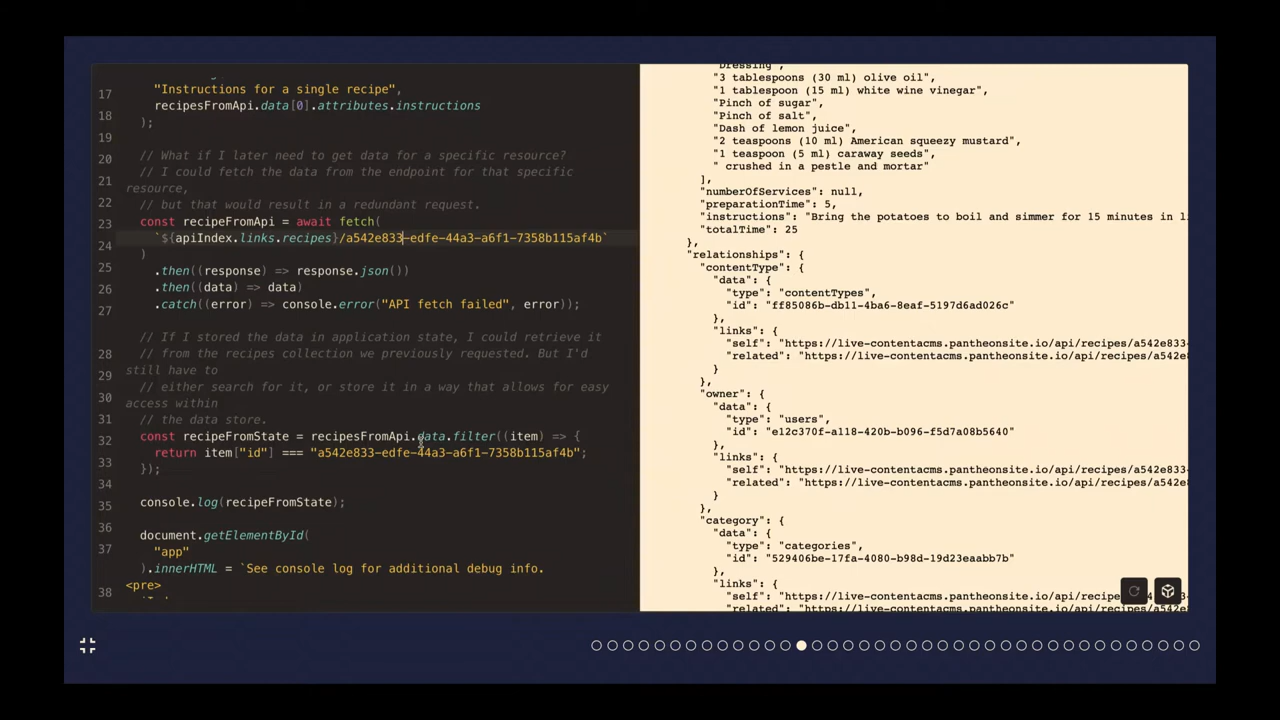 17
"Instructions for a single recipe",
18
recipesFromApi.data[0].attributes.instructions
);
19
20
// What if I later need to get data for a specific resource?
21
// I could fetch the data from the endpoint for that specific
resource,
22
// but that would result in a redundant request.
23
const recipeFromApi = await fetch(
24
`${apiIndex.links.recipes}/a542e833-edfe-44a3-a6f1-7358b115af4b`
)
25
.then((response) => response.json())
26
.then((data) => data)
27
.catch((error) => console.error("API fetch failed", error));
28
// If I stored the data in application state, I could retrieve it
29
// from the recipes collection we previously requested. But I'd
still have to
30
// either search for it, or store it in a way that allows for easy
access within
31
// the data store.
32
const recipeFromState = recipesFromApi.data.filter((item) => {
33
return item["id"] === "a542e833-edfe-44a3-a6f1-7358b115af4b";
});
34
35
console.log(recipeFromState);
36
document.getElementById(
37
"app"
).innerHTML = `See console log for additional debug info.
38
<pre>
"Dressing",
"3 tablespoons (30 ml) olive oil",
"1 tablespoon (15 ml) white wine vinegar",
"Pinch of sugar",
"Pinch of salt",
"Dash of lemon juice",
"2 teaspoons (10 ml) American squeezy mustard",
"1 teaspoon (5 ml) caraway seeds",
" crushed in a pestle and mortar"
],
"numberOfServices": null,
"preparationTime": 5,
"instructions": "Bring the potatoes to boil and simmer for 15 minutes in li
"totalTime": 25
},
"relationships": {
"contentType": {
"data": {
"type": "contentTypes",
"id": "ff85086b-db11-4ba6-8eaf-5197d6ad026c"
},
"links": {
"self": "https://live-contentacms.pantheonsite.io/api/recipes/a542e833-
"related": "https://live-contentacms.pantheonsite.io/api/recipes/a542e8
}
},
"owner": {
"data": {
"type": "users",
"id": "e12c370f-a118-420b-b096-f5d7a08b5640"
},
"links": {
"self": "https://live-contentacms.pantheonsite.io/api/recipes/a542e833-
"related": "https://live-contentacms.pantheonsite.io/api/recipes/a542e8
}
},
"category": {
"data": {
"type": "categories",
"id": "529406be-17fa-4080-b98d-19d23eaabb7b"
},
"links": {
"self": "https://live-contentacms.pantheonsite.io/api/recipes/a542e833-
"related": "https://live-contentacms.pantheonsite.io/api/recipes/a542e8